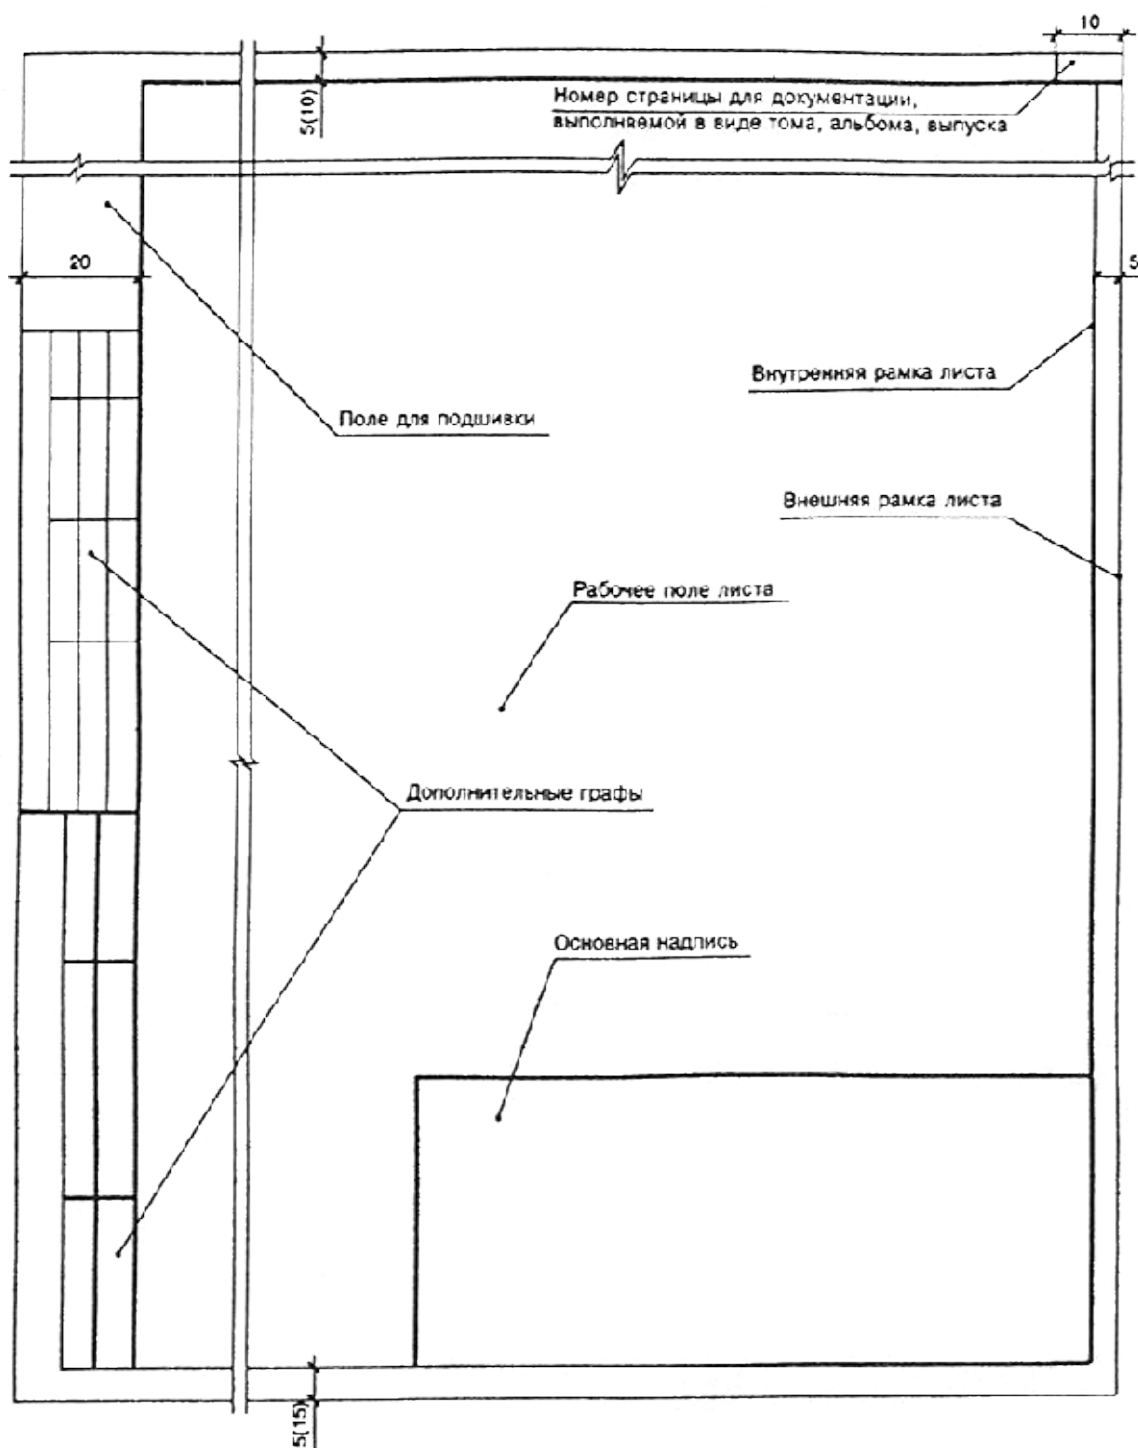 10
5(10)
Номер страницы для документации,
выполняемой в виде тома, альбома, выпуска
20
5
Внутренняя рамка листа
Поле для подшивки
Внешняя рамка листа
Рабочее поле листа
Дополнительные графы
Основная надпись
5(15)